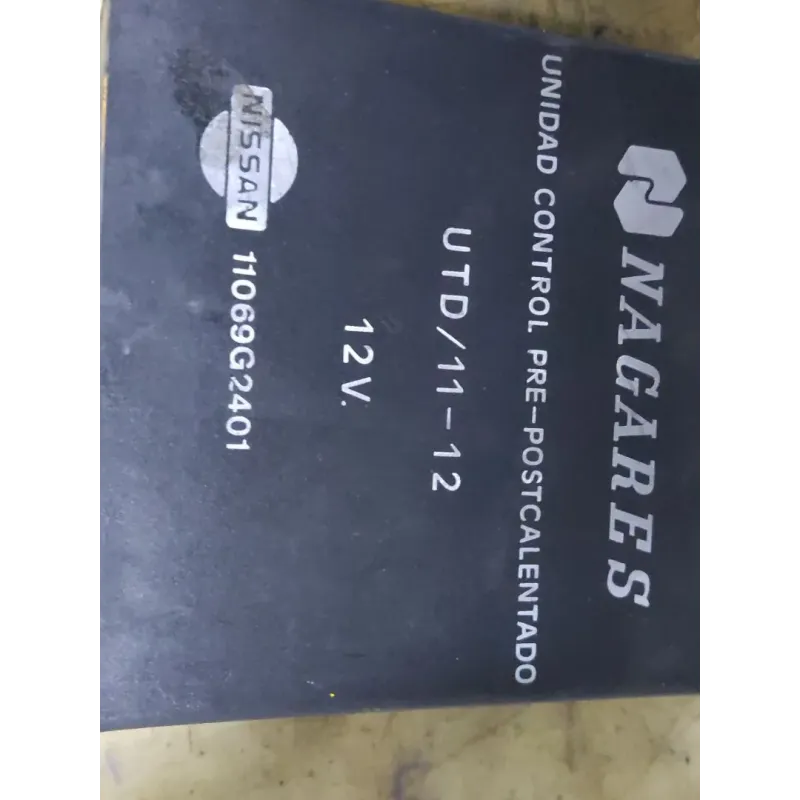 NAGARES
UNIDAD CONTROL PRE-POSTCALENTADO
UTD/11-12
12V.
NISSAN 11069G2401